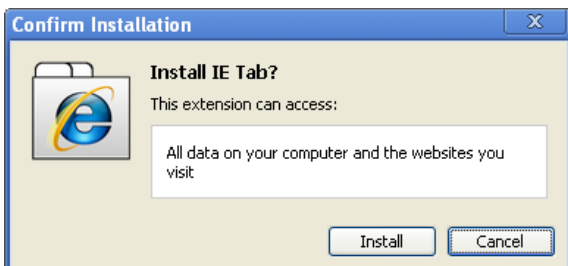 Confirm Installation
Install IE Tab?
This extension can access:
All data on your computer and the websites you
visit
Install
Cancel